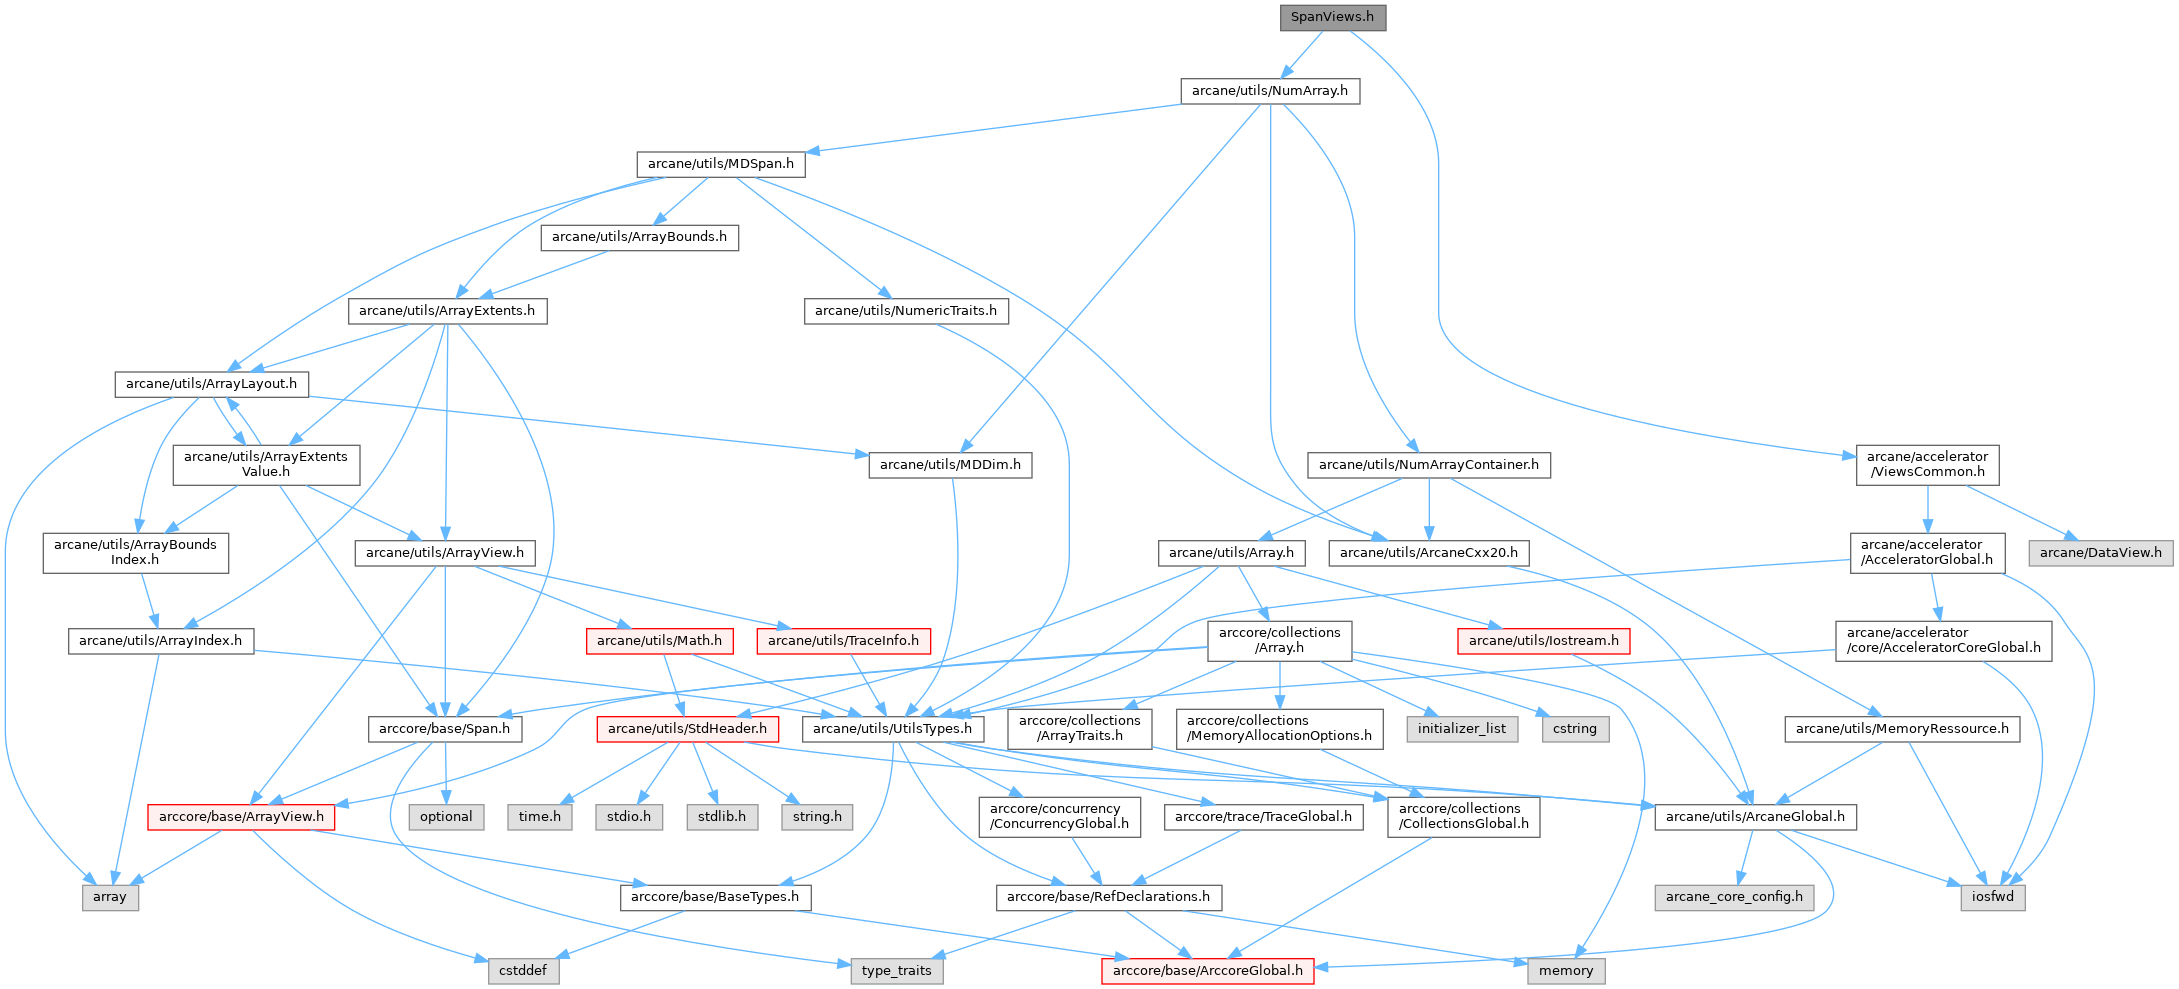 SpanViews.h
arcane/utils/NumArray.h
arcane/utils/MDSpan.h
arcane/utils/ArrayBounds.h
arcane/utils/ArrayExtents.h
arcane/utils/NumericTraits.h
arcane/utils/ArrayLayout.h
arcane/utils/ArrayExtents
Value.h
arcane/utils/MDDim.h
arcane/utils/NumArrayContainer.h
arcane/accelerator
/ViewsCommon.h
arcane/utils/ArrayBounds
Index.h
arcane/utils/ArrayView.h
arcane/utils/Array.h
arcane/utils/ArcaneCxx20.h
arcane/accelerator
/AcceleratorGlobal.h
arcane/DataView.h
arcane/utils/ArrayIndex.h
arcane/utils/Math.h
arcane/utils/TraceInfo.h
arccore/collections
/Array.h
arcane/utils/Iostream.h
arcane/accelerator
/core/AcceleratorCoreGlobal.h
arccore/base/Span.h
arcane/utils/StdHeader.h
arcane/utils/UtilsTypes.h
arccore/collections
/ArrayTraits.h
arccore/collections
/MemoryAllocationOptions.h
initializer_list
cstring
arcane/utils/MemoryRessource.h
arccore/base/ArrayView.h
optional
time.h
stdio.h
stdlib.h
string.h
arccore/concurrency
/ConcurrencyGlobal.h
arccore/trace/TraceGlobal.h
arccore/collections
/CollectionsGlobal.h
arcane/utils/ArcaneGlobal.h
array
arccore/base/BaseTypes.h
arccore/base/RefDeclarations.h
arcane_core_config.h
iosfwd
cstddef
type_traits
arccore/base/ArccoreGlobal.h
memory